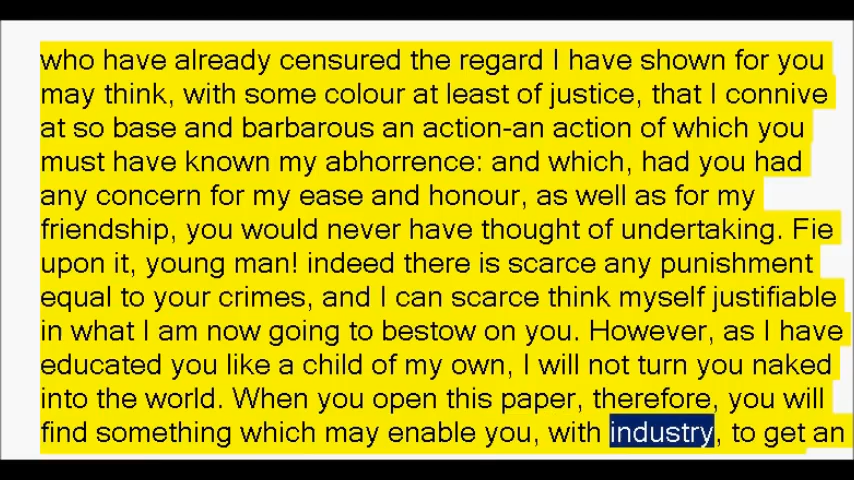 who have already censured the regard I have shown for you
may think, with some colour at least of justice, that I connive
at so base and barbarous an action-an action of which you
must have known my abhorrence: and which, had you had
any concern for my ease and honour, as well as for my
friendship, you would never have thought of undertaking. Fie
upon it, young man! indeed there is scarce any punishment
equal to your crimes, and I can scarce think myself justifiable
in what I am now going to bestow on you. However, as I have
educated you like a child of my own, I will not turn you naked
into the world. When you open this paper, therefore, you will
find something which may enable you, with industry, to get an